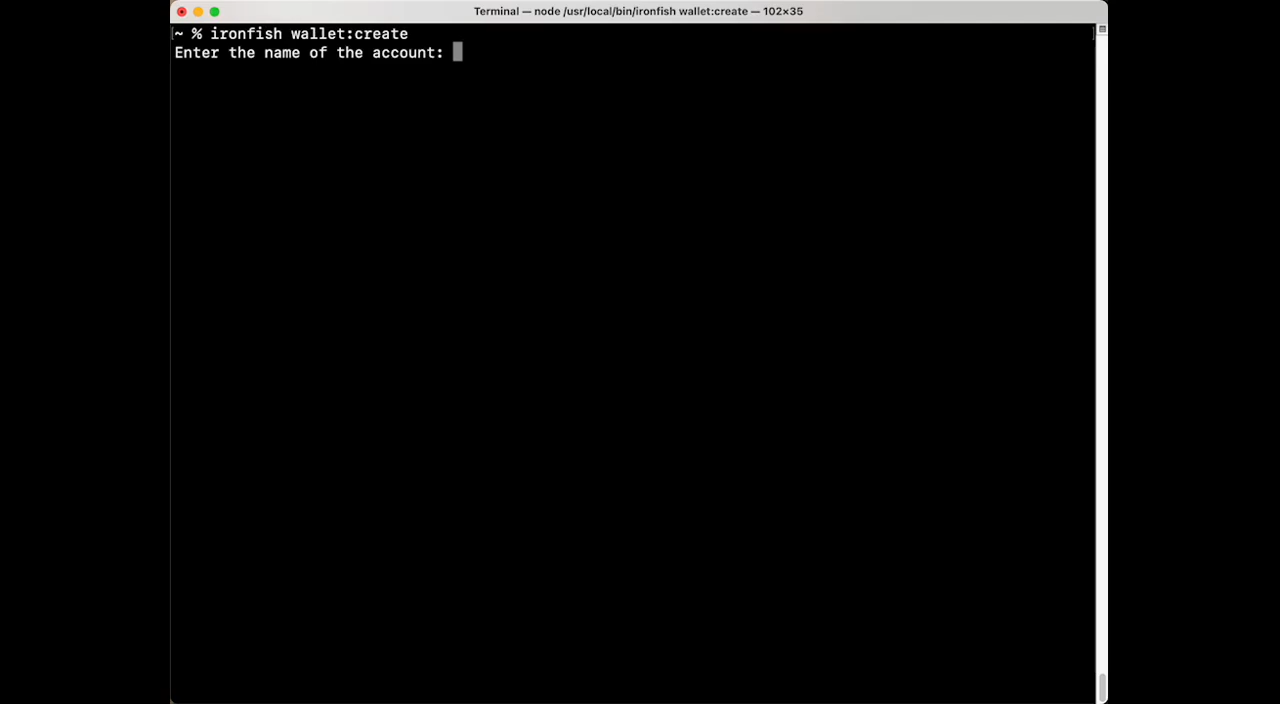 Terminal — node /usr/local/bin/ironfish wallet:create — 102×35
~ % ironfish wallet:create
Enter the name of the account: